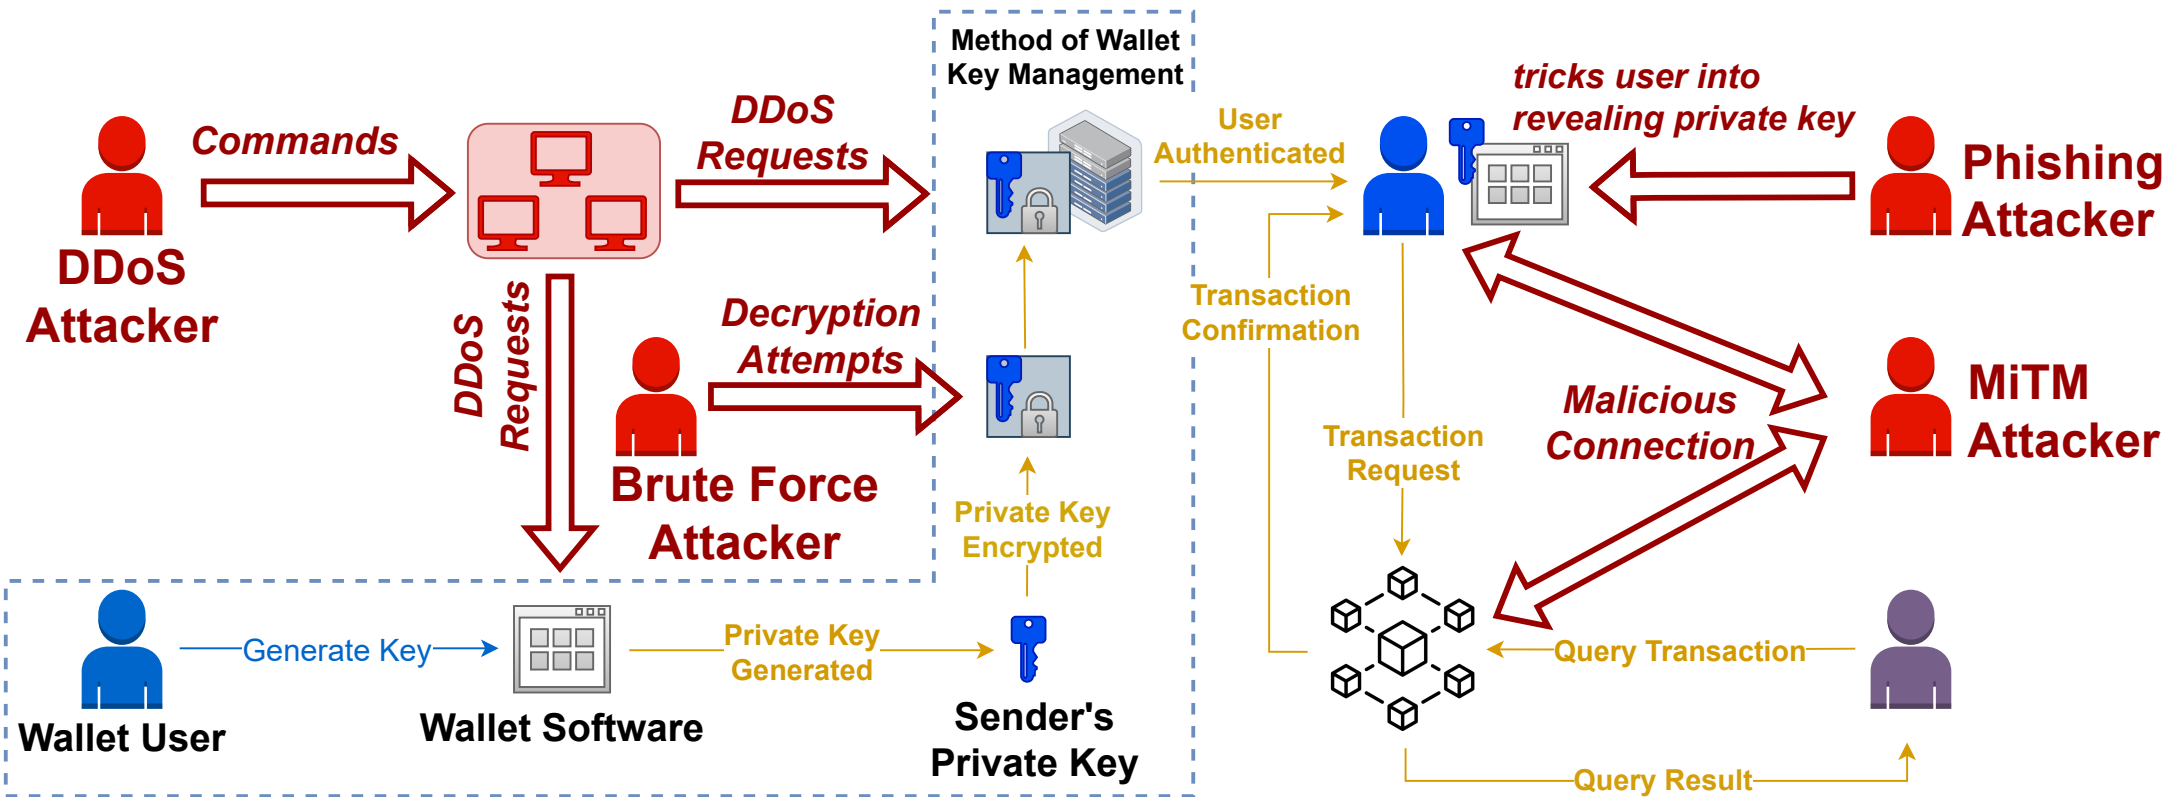 Method of Wallet
Key Management
tricks user into
revealing private key
Commands
DDoS
Requests
User
Authenticated
Phishing
Attacker
DDoS
Attacker
DDoS
Requests
Decryption
Attempts
Transaction
Confirmation
MiTM
Attacker
Malicious
Connection
Transaction
Request
Brute Force
Attacker
Private Key
Encrypted
Generate Key
Private Key
Generated
Query Transaction
Wallet User
Wallet Software
Sender's
Private Key
Query Result